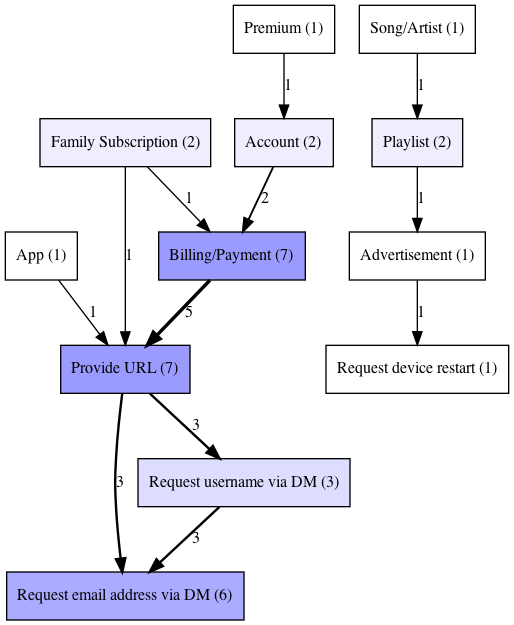 Premium (1)
Song/Artist (1)
1
1
Family Subscription (2)
Account (2)
Playlist (2)
1
2
1
App (1)
1
Billing/Payment (7)
Advertisement (1)
1
5
1
Provide URL (7)
Request device restart (1)
3
3
Request username via DM (3)
3
Request email address via DM (6)